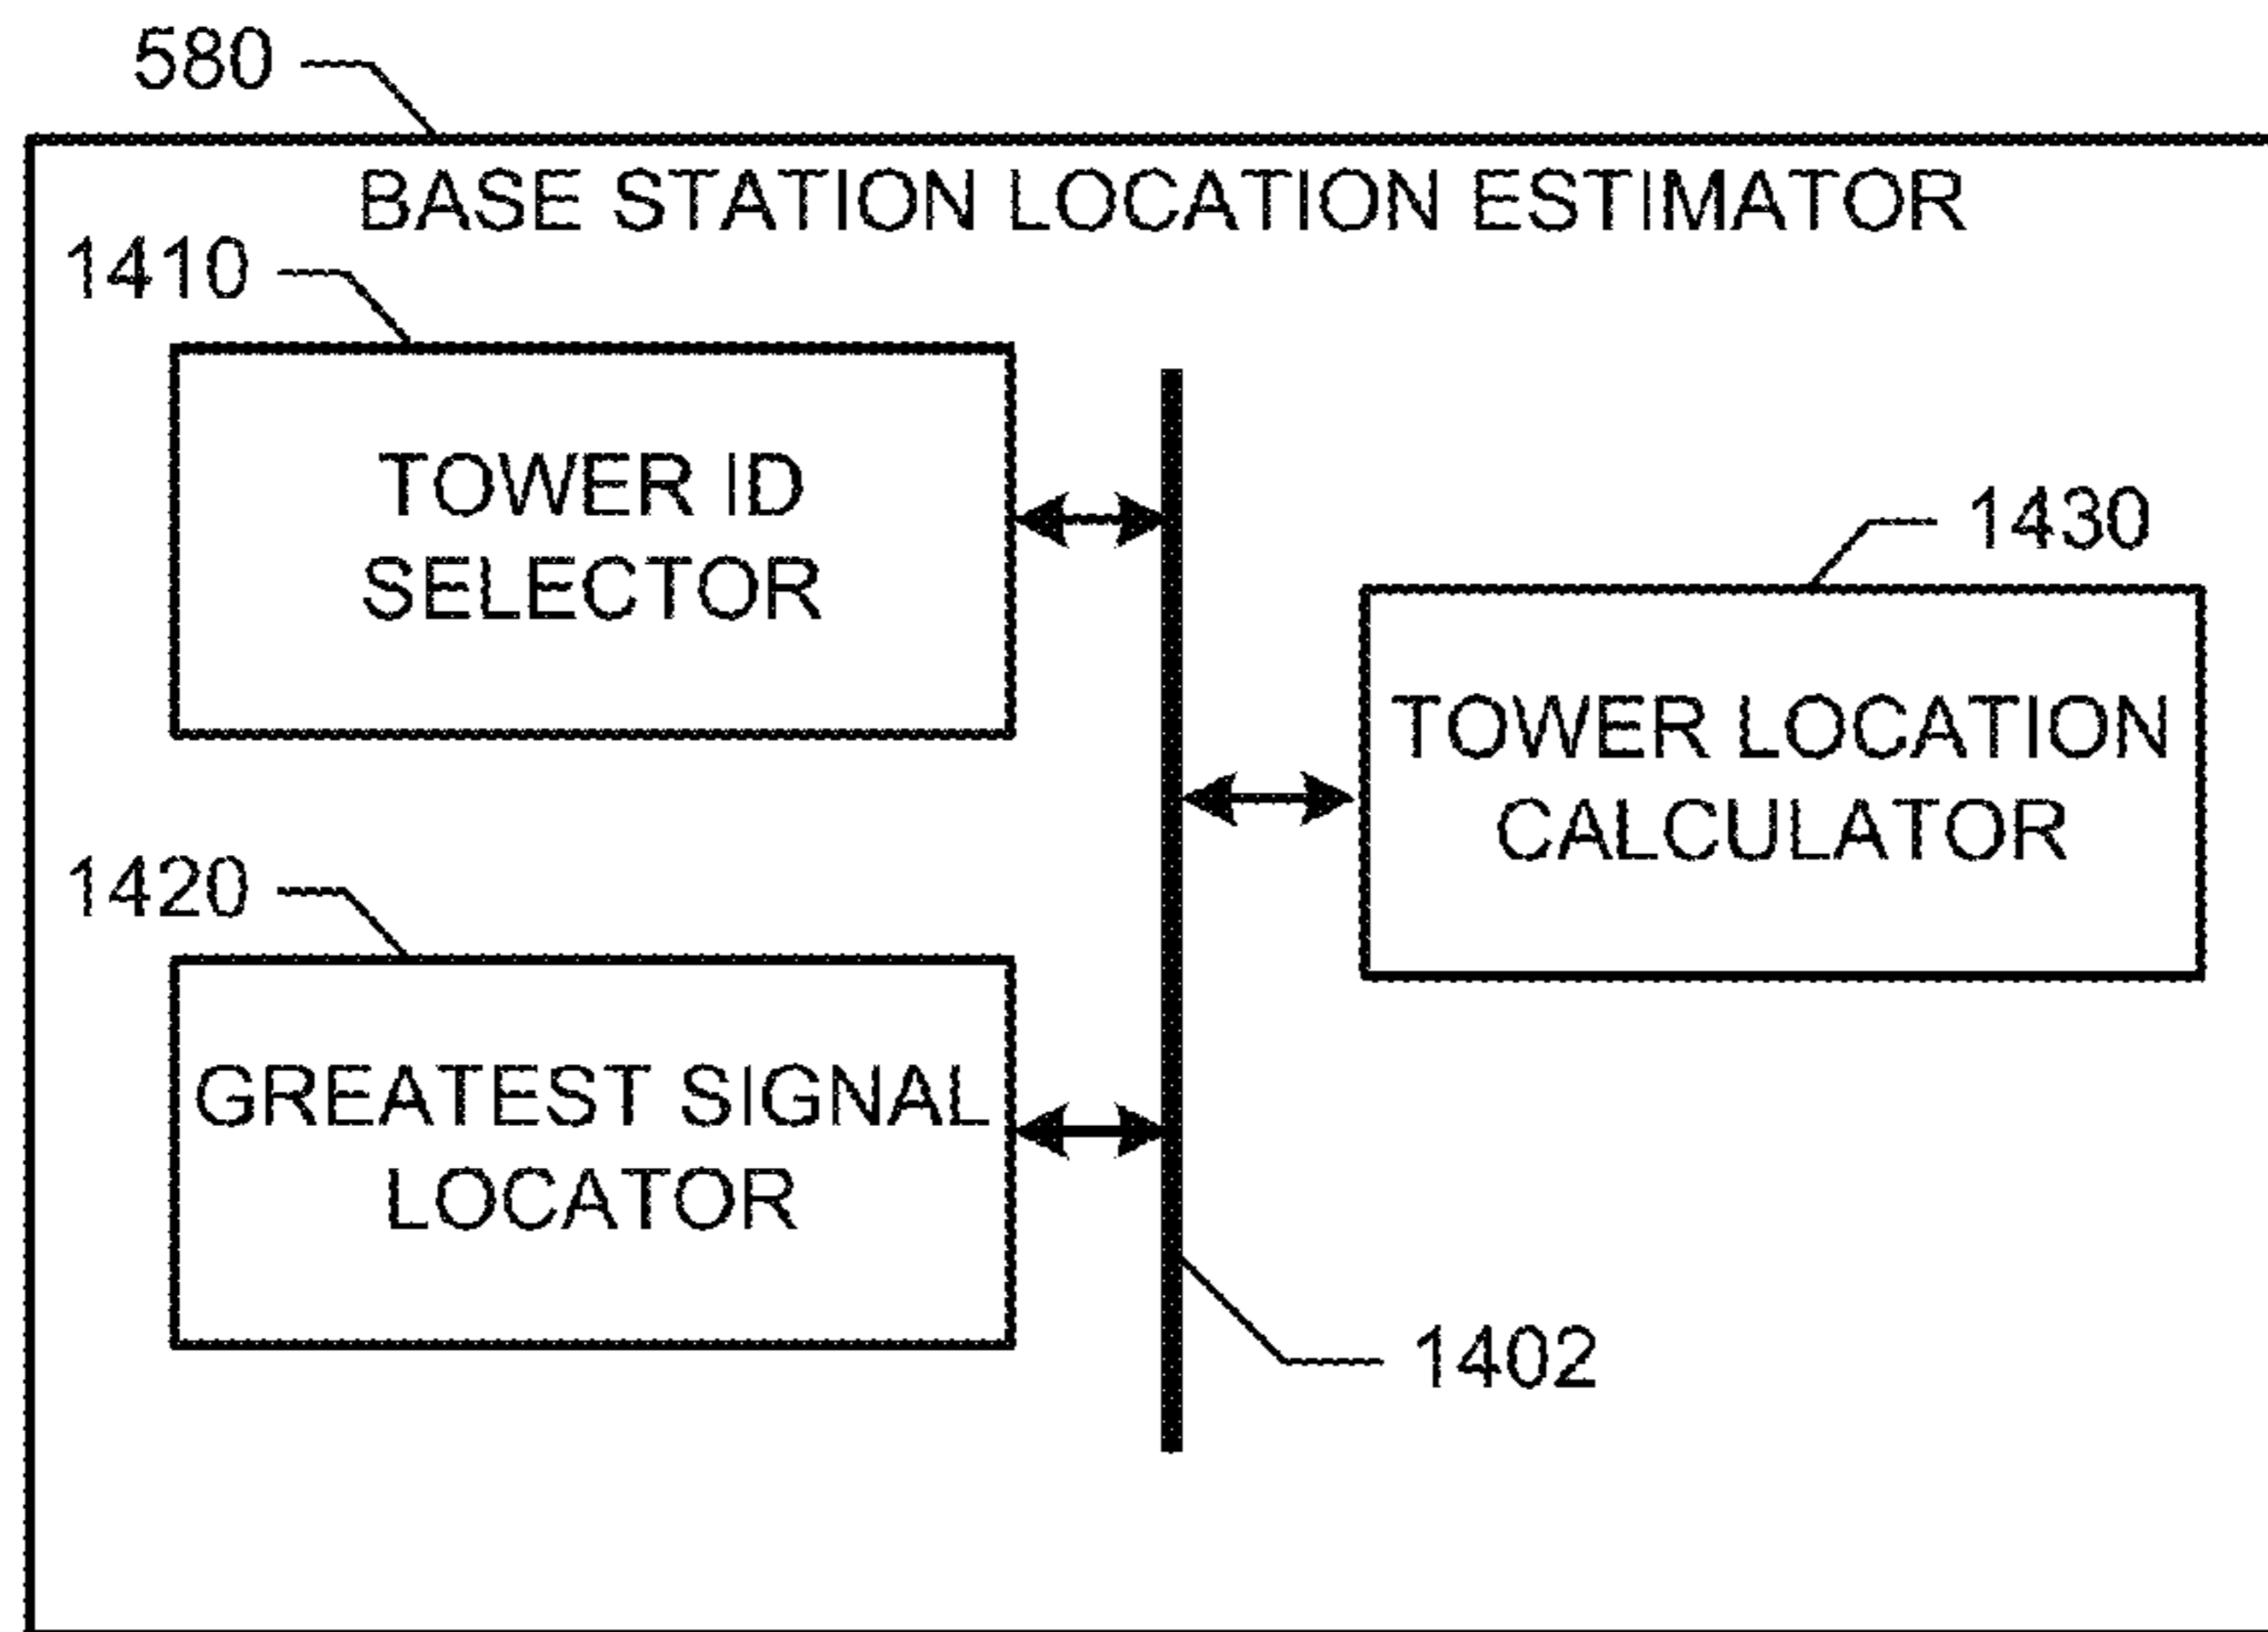 580
BASE STATION LOCATION ESTIMATOR
1410
TOWER ID
SELECTOR
1430
TOWER LOCATION
CALCULATOR
1420
GREATEST SIGNAL
LOCATOR
1402